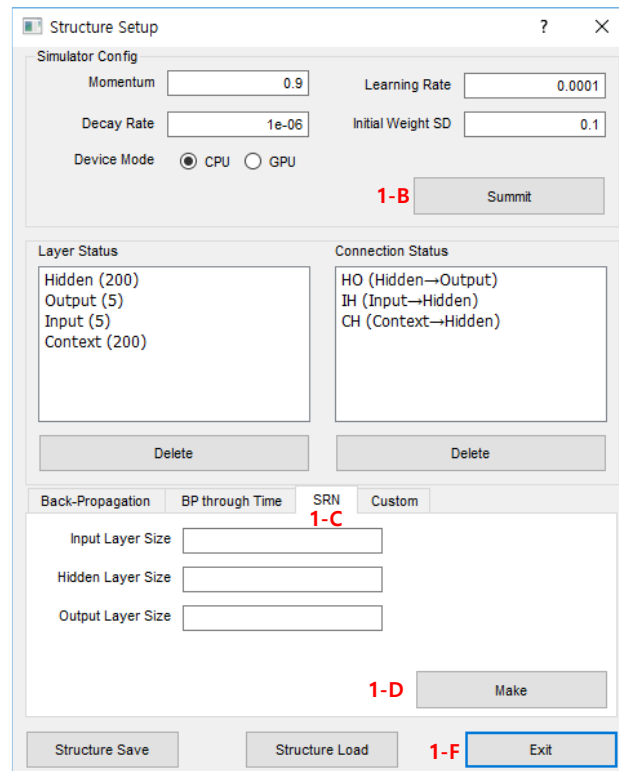 Structure Setup ? ×
Simulator Config
Momentum 0.9 Learning Rate 0.0001
Decay Rate 1e-06 Initial Weight SD 0.1
Device Mode CPU GPU
1-B Summit
Layer Status Connection Status
Hidden (200) HO (Hidden→Output)
Output (5) IH (Input→Hidden)
Input (5) CH (Context→Hidden)
Context (200)
Delete Delete
Back-Propagation BP through Time SRN Custom
1-C
Input Layer Size
Hidden Layer Size
Output Layer Size
1-D Make
Structure Save Structure Load 1-F Exit